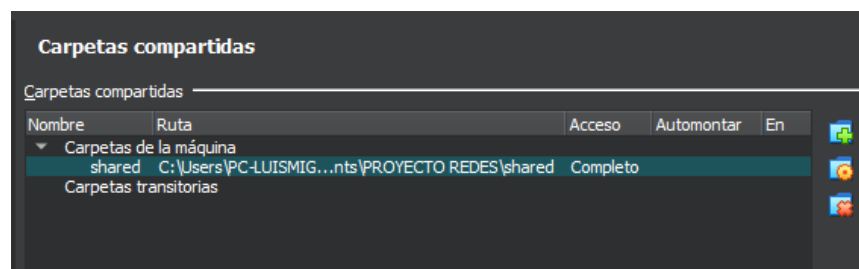 Carpetas compartidas
Carpetas compartidas
Nombre Ruta Acceso Automontar En
Carpetas de la máquina
shared C:\Users\PC-LUISMIG...nts\PROYECTO REDES\shared Completo
Carpetas transitorias